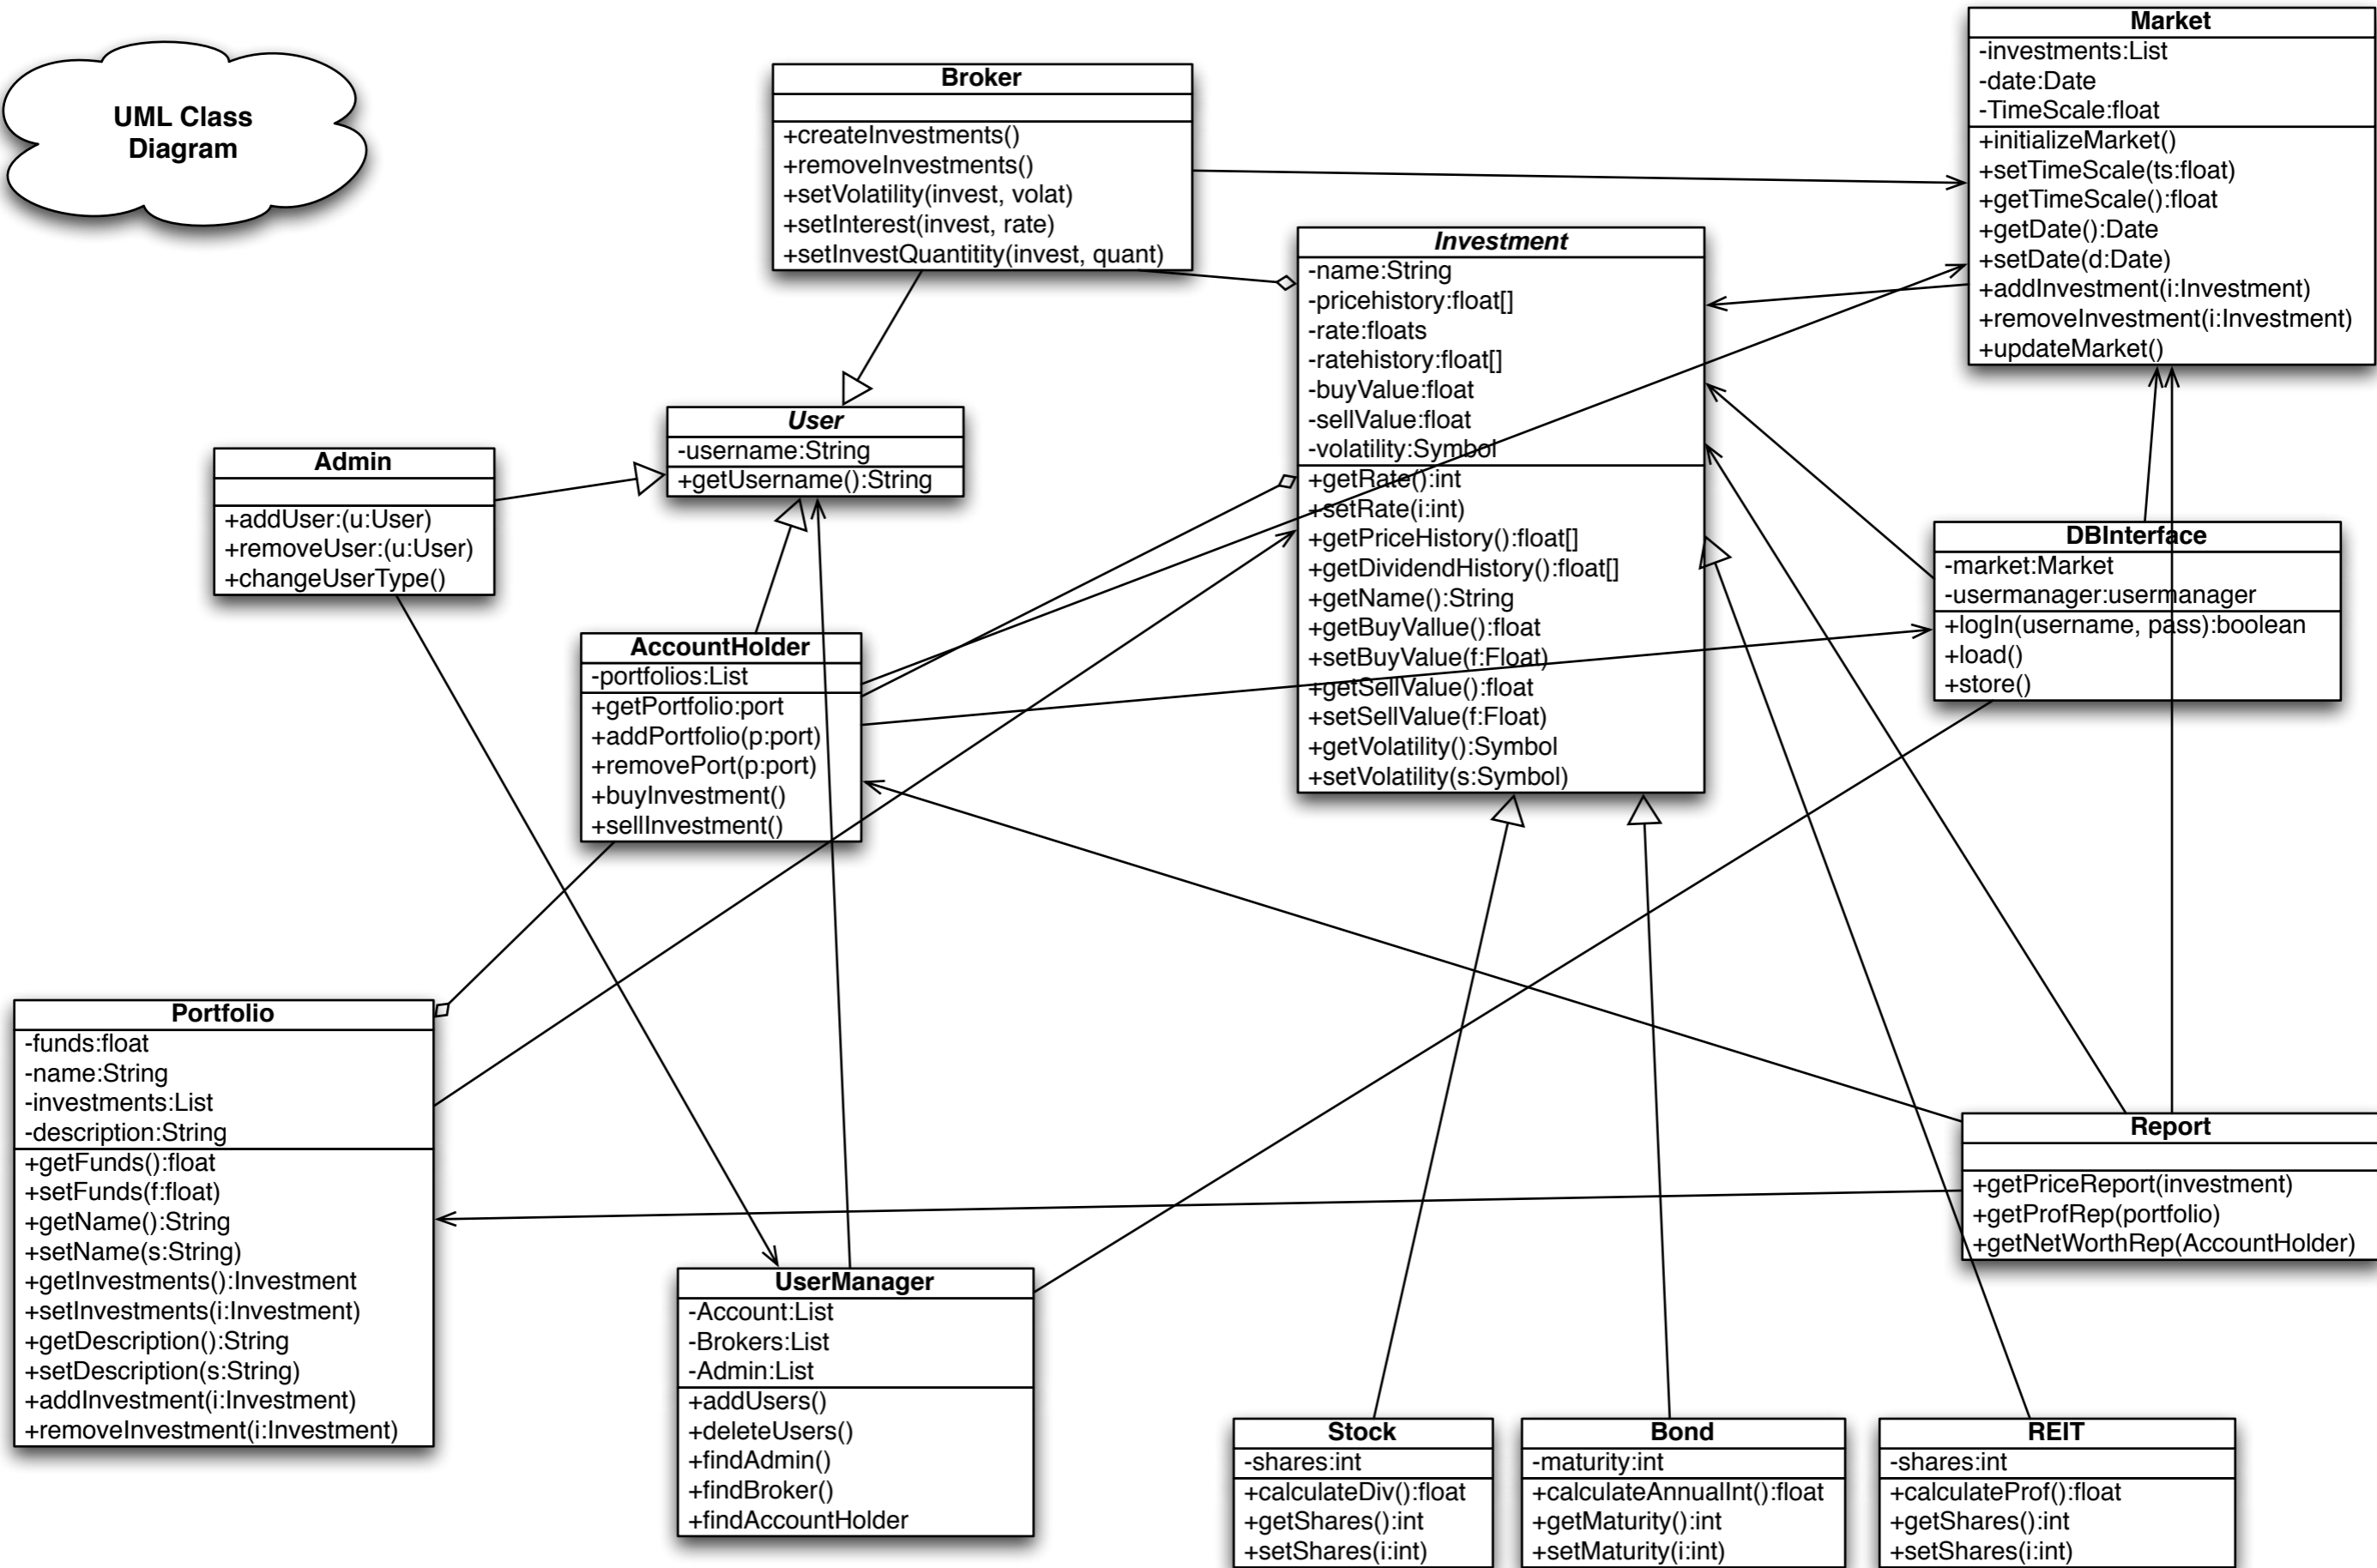 UML Class
Diagram
Broker
+createInvestments()
+removeInvestments()
+setVolatility(invest, volat)
+setInterest(invest, rate)
+setInvestQuantitity(invest, quant)
Market
-investments:List
-date:Date
-TimeScale:float
+initializeMarket()
+setTimeScale(ts:float)
+getTimeScale():float
+getDate():Date
+setDate(d:Date)
+addInvestment(i:Investment)
+removeInvestment(i:Investment)
+updateMarket()
Investment
-name:String
-pricehistory:float[]
-rate:floats
-ratehistory:float[]
-buyValue:float
-sellValue:float
-volatility:Symbol
+getRate():int
+setRate(i:int)
+getPriceHistory():float[]
+getDividendHistory():float[]
+getName():String
+getBuyVallue():float
+setBuyValue(f:Float)
+getSellValue():float
+setSellValue(f:Float)
+getVolatility():Symbol
+setVolatility(s:Symbol)
User
-username:String
+getUsername():String
Admin
+addUser:(u:User)
+removeUser:(u:User)
+changeUserType()
DBInterface
-market:Market
-usermanager:usermanager
+logIn(username, pass):boolean
+load()
+store()
AccountHolder
-portfolios:List
+getPortfolio:port
+addPortfolio(p:port)
+removePort(p:port)
+buyInvestment()
+sellInvestment()
Portfolio
-funds:float
-name:String
-investments:List
-description:String
+getFunds():float
+setFunds(f:float)
+getName():String
+setName(s:String)
+getInvestments():Investment
+setInvestments(i:Investment)
+getDescription():String
+setDescription(s:String)
+addInvestment(i:Investment)
+removeInvestment(i:Investment)
Report
+getPriceReport(investment)
+getProfRep(portfolio)
+getNetWorthRep(AccountHolder)
UserManager
-Account:List
-Brokers:List
-Admin:List
+addUsers()
+deleteUsers()
+findAdmin()
+findBroker()
+findAccountHolder
Stock
-shares:int
+calculateDiv():float
+getShares():int
+setShares(i:int)
Bond
-maturity:int
+calculateAnnualInt():float
+getMaturity():int
+setMaturity(i:int)
REIT
-shares:int
+calculateProf():float
+getShares():int
+setShares(i:int)